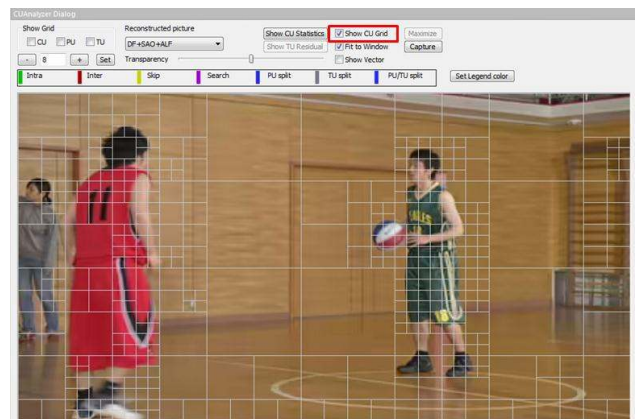 CUAnalyzer Dialog
Show Grid
CU PU TU
- 8 + Set
Reconstructed picture
DF+SAO+ALF
Transparency
Show CU Statistics Show CU Grid Maximize
Show TU Residual Fit to Window Capture
Show Vector
Intra Inter Skip Search PU split TU split PU/TU split Set Legend color
11
EAGLES
18